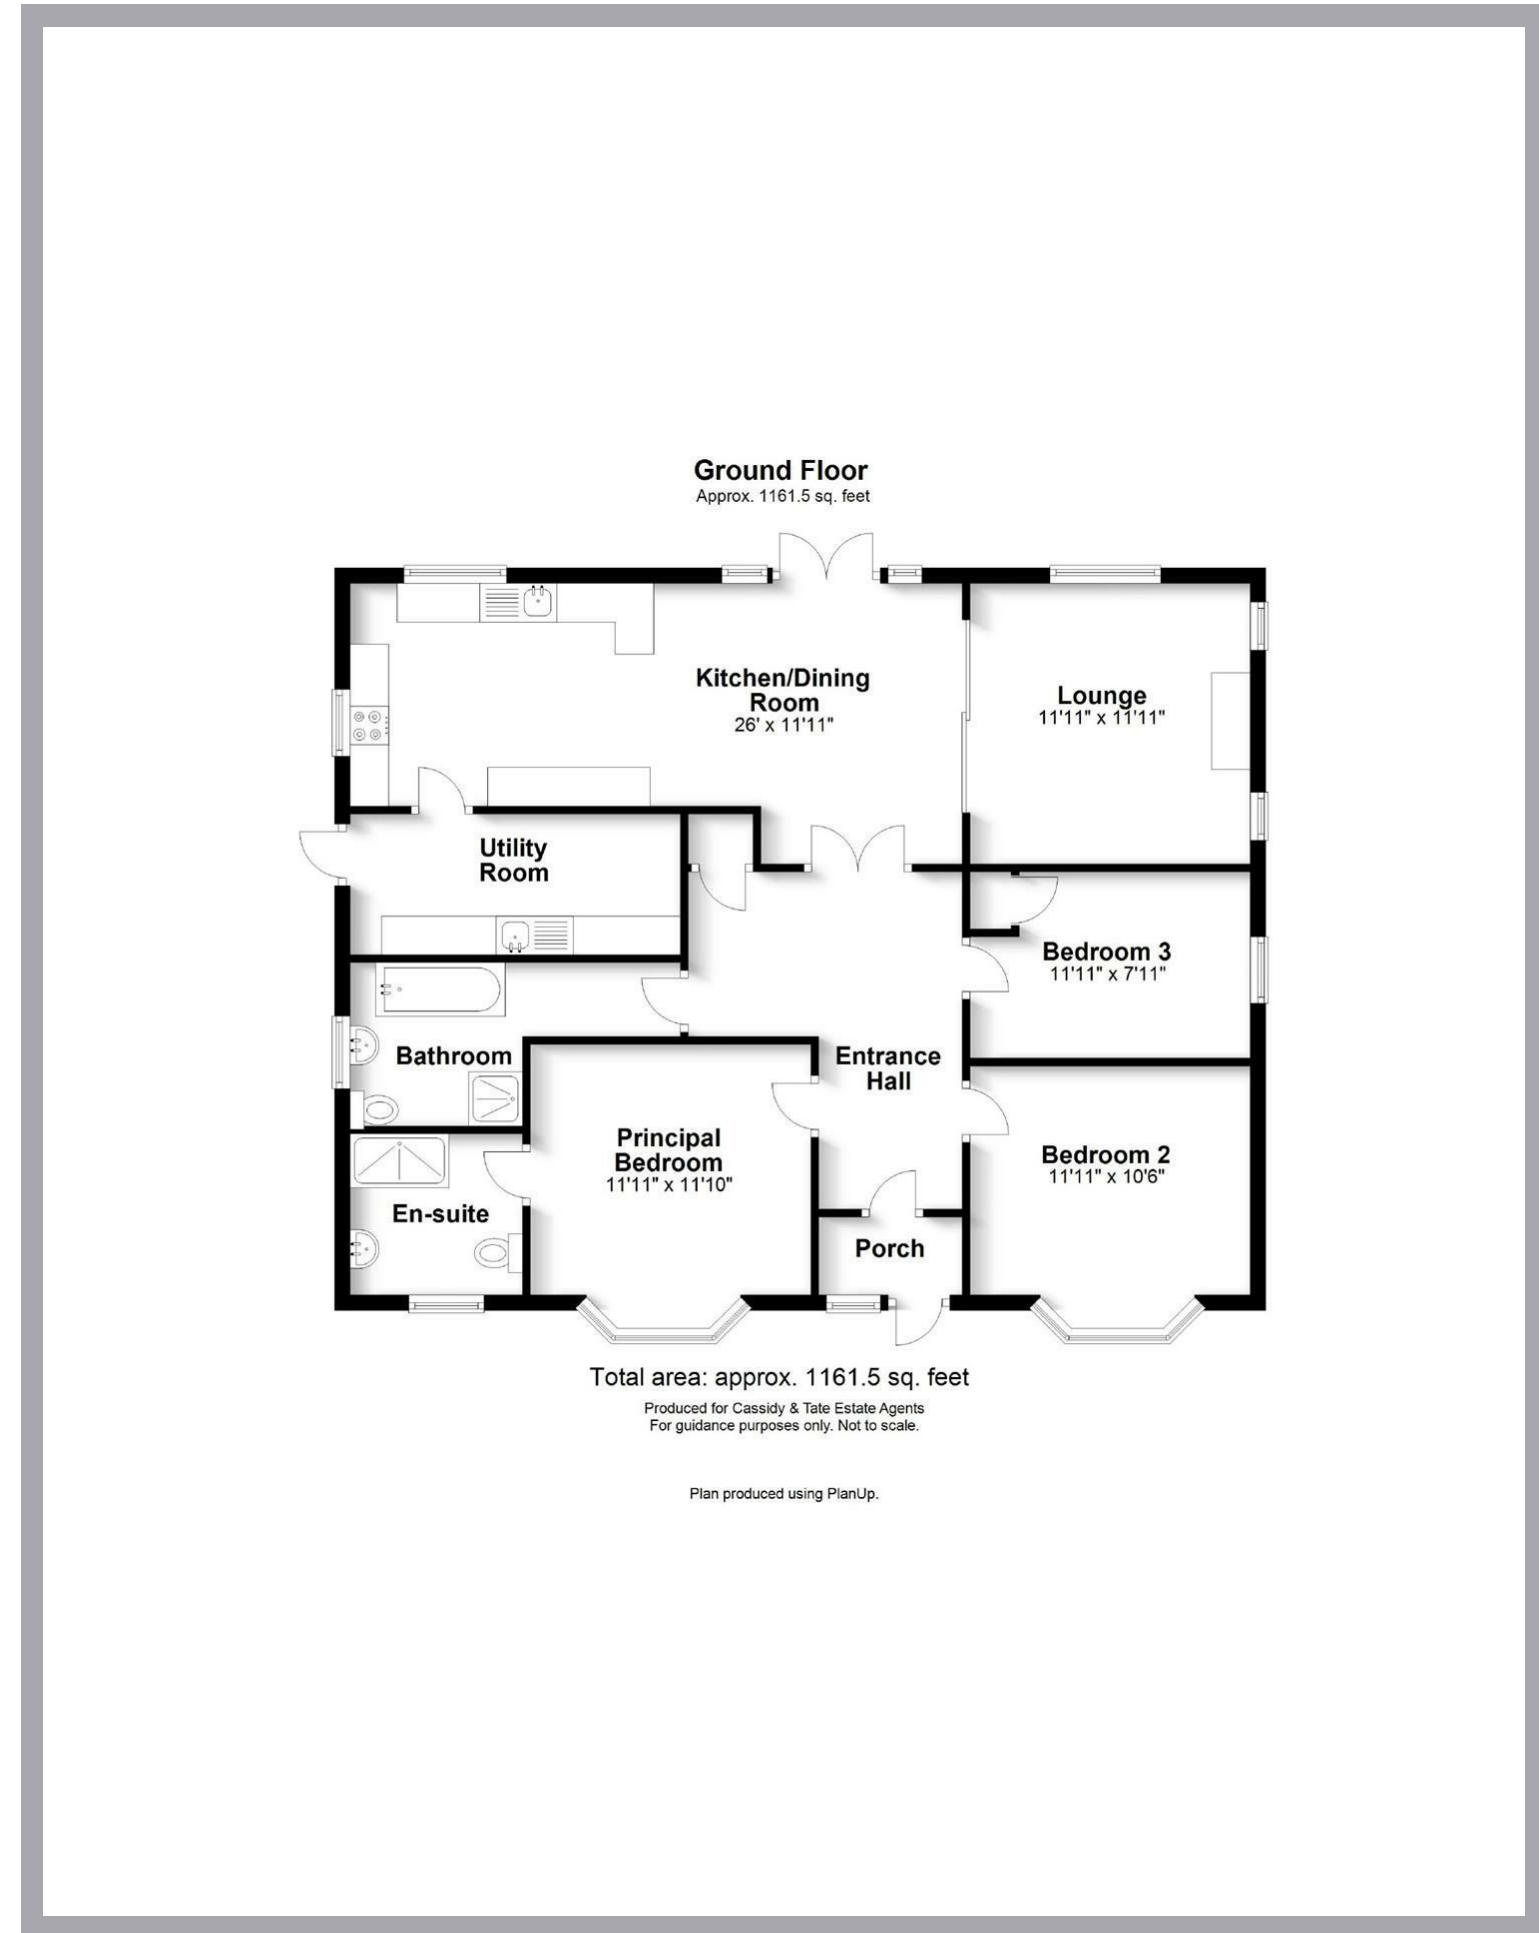 Ground Floor
Approx. 1161.5 sq. feet
Kitchen/Dining
Room
26' x 11'11"
Lounge
11'11" x 11'11"
Utility
Room
Bedroom 3
11'11" x 7'11"
Bathroom
Entrance
Hall
Principal
Bedroom
11'11" x 11'10"
Bedroom 2
11'11" x 10'6"
En-suite
Porch
Total area: approx. 1161.5 sq. feet
Produced for Cassidy & Tate Estate Agents
For guidance purposes only. Not to scale.
Plan produced using PlanUp.